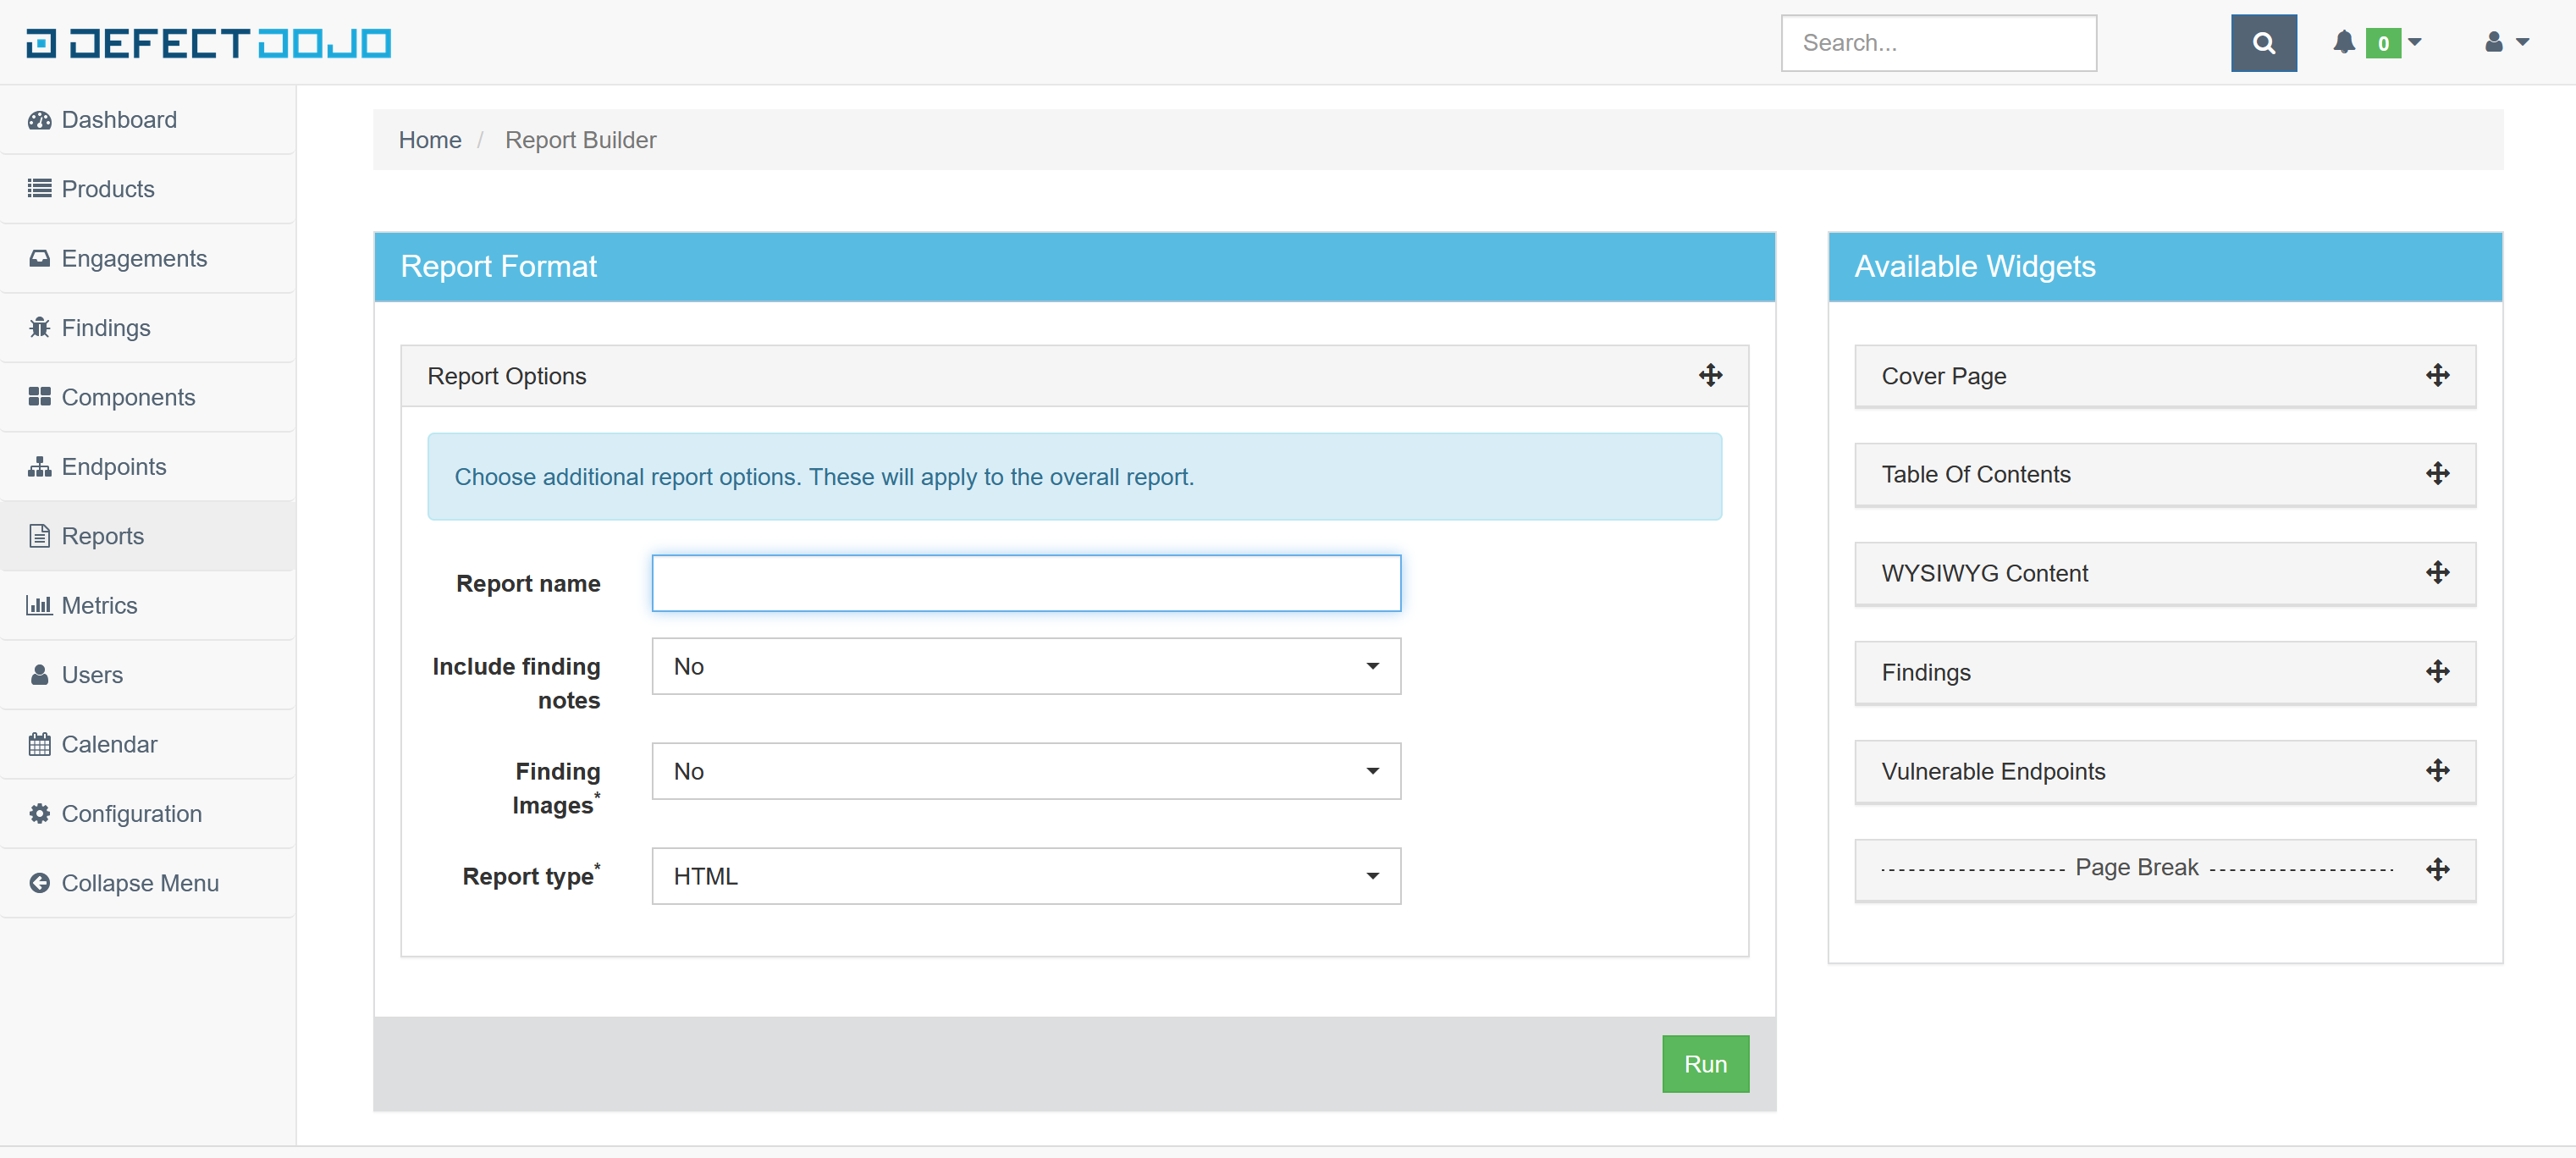 DEFECTDOJO
Search...
0
Dashboard
Products
Engagements
Findings
Components
Endpoints
Reports
Metrics
Users
Calendar
Configuration
Collapse Menu
Home / Report Builder
Report Format
Report Options
Choose additional report options. These will apply to the overall report.
Report name
Include finding
notes
No
Finding
Images*
No
Report type*
HTML
Run
Available Widgets
Cover Page
Table Of Contents
WYSIWYG Content
Findings
Vulnerable Endpoints
Page Break